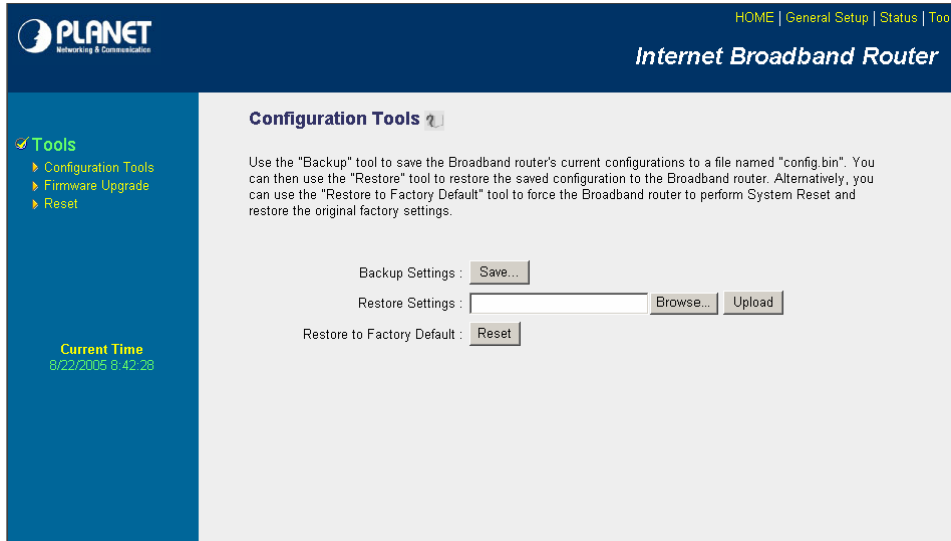 PLANET
Networking & Communication
HOME | General Setup | Status | Too
Internet Broadband Router
Tools
Configuration Tools
Firmware Upgrade
Reset
Current Time
8/22/2005 8:42:28
Configuration Tools
Use the "Backup" tool to save the Broadband router's current configurations to a file named "config.bin". You
can then use the "Restore" tool to restore the saved configuration to the Broadband router. Alternatively, you
can use the "Restore to Factory Default" tool to force the Broadband router to perform System Reset and
restore the original factory settings.
Backup Settings : Save...
Restore Settings : Browse... Upload
Restore to Factory Default : Reset